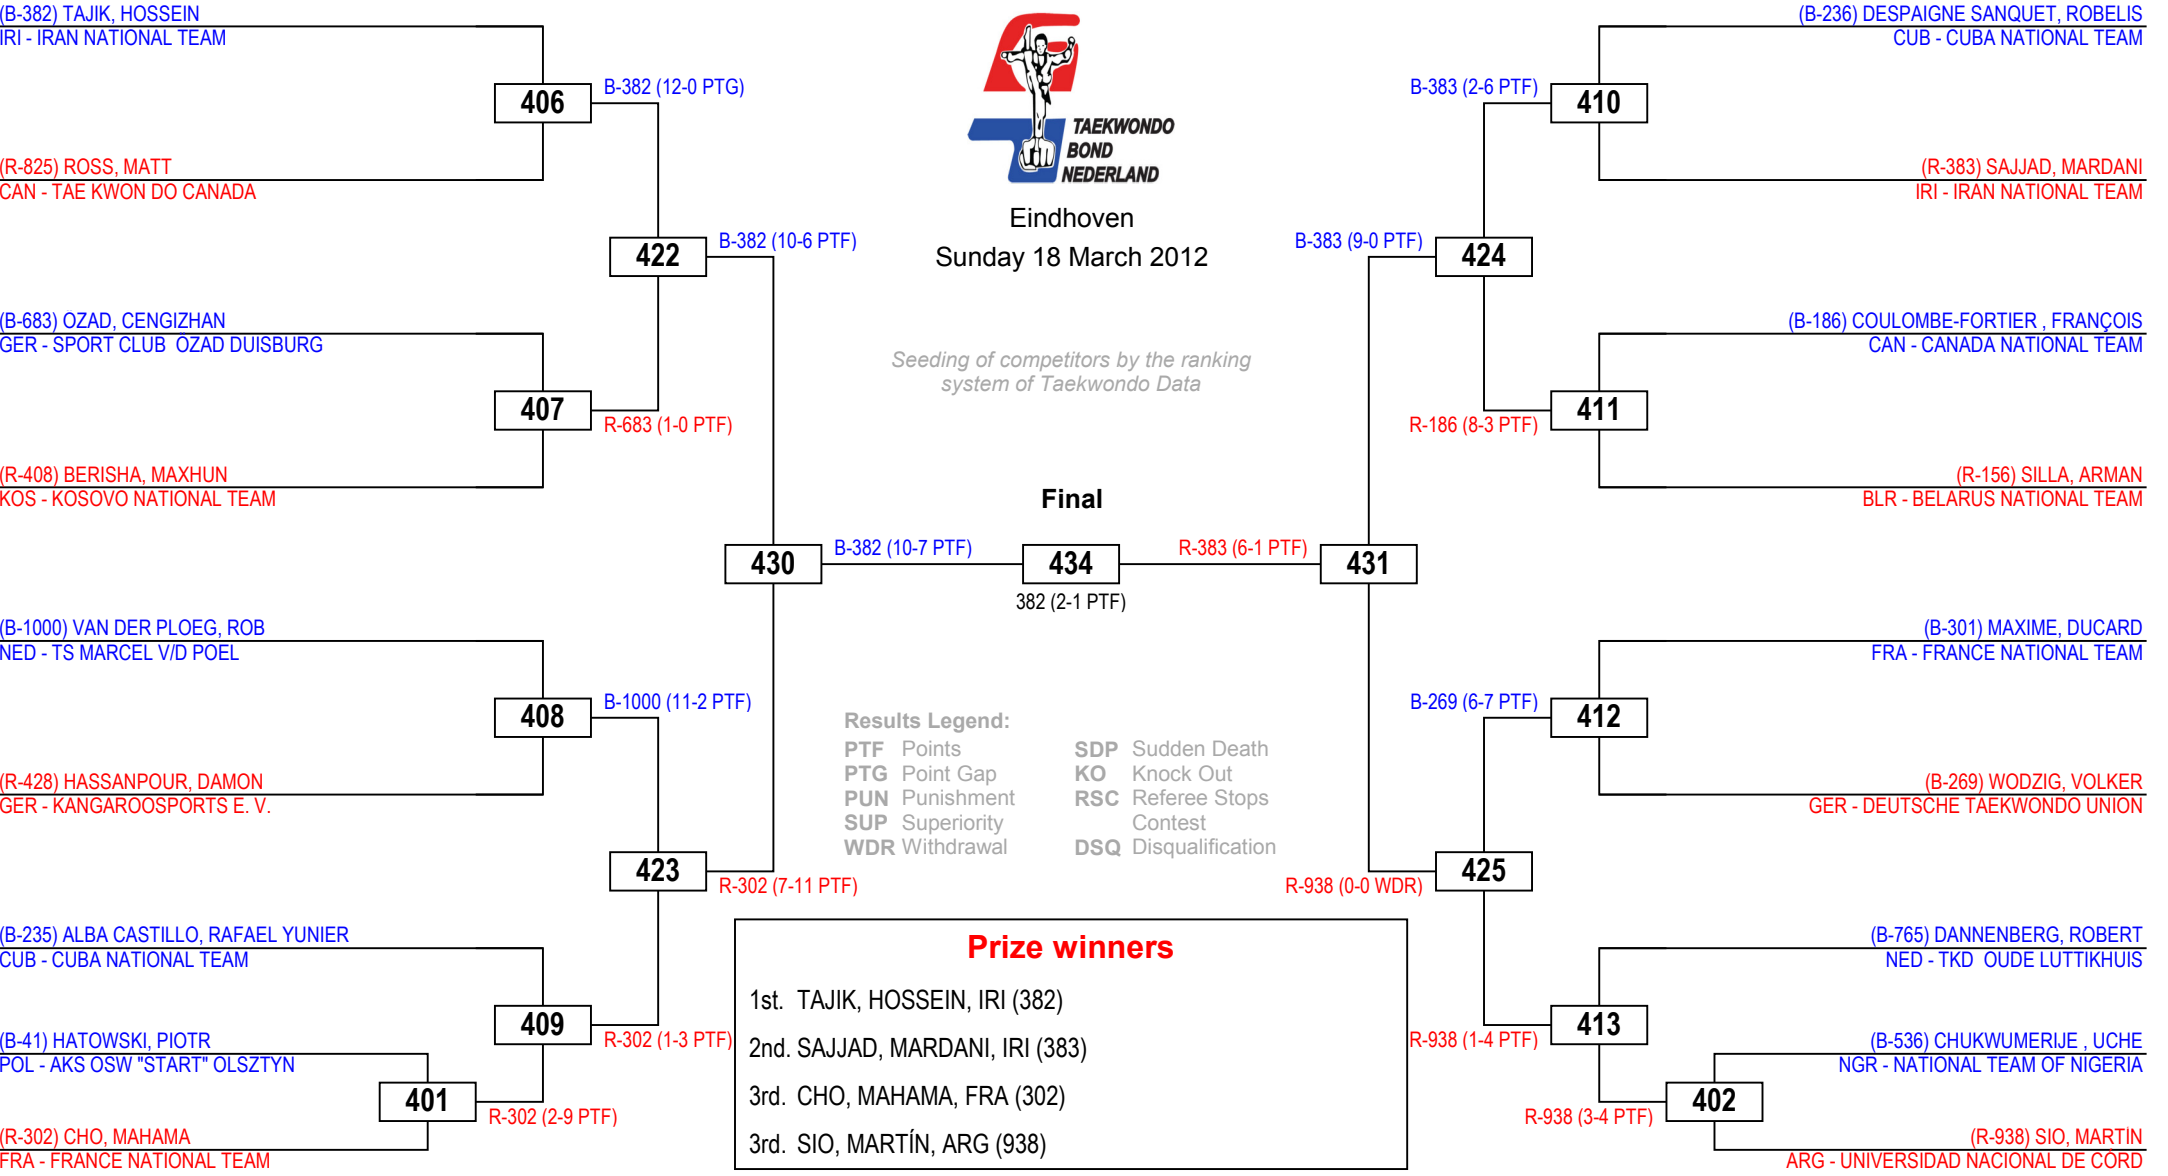 (B-382) TAJIK, HOSSEIN
IRI - IRAN NATIONAL TEAM
406
B-382 (12-0 PTG)
(R-825) ROSS, MATT
CAN - TAE KWON DO CANADA
422
B-382 (10-6 PTF)
(B-683) OZAD, CENGIZHAN
GER - SPORT CLUB OZAD DUISBURG
407
R-683 (1-0 PTF)
(R-408) BERISHA, MAXHUN
KOS - KOSOVO NATIONAL TEAM
430
B-382 (10-7 PTF)
(B-1000) VAN DER PLOEG, ROB
NED - TS MARCEL V/D POEL
408
B-1000 (11-2 PTF)
(R-428) HASSANPOUR, DAMON
GER - KANGAROOSPORTS E. V.
423
R-302 (7-11 PTF)
(B-235) ALBA CASTILLO, RAFAEL YUNIER
CUB - CUBA NATIONAL TEAM
409
R-302 (1-3 PTF)
(B-41) HATOWSKI, PIOTR
POL - AKS OSW "START" OLSZTYN
401
R-302 (2-9 PTF)
(R-302) CHO, MAHAMA
FRA - FRANCE NATIONAL TEAM
TAEKWONDO
BOND
NEDERLAND
Eindhoven
Sunday 18 March 2012
Seeding of competitors by the ranking
system of Taekwondo Data
Final
434
382 (2-1 PTF)
Results Legend:
PTF Points SDP Sudden Death
PTG Point Gap KO Knock Out
PUN Punishment RSC Referee Stops
SUP Superiority Contest
WDR Withdrawal DSQ Disqualification
Prize winners
1st. TAJIK, HOSSEIN, IRI (382)
2nd. SAJJAD, MARDANI, IRI (383)
3rd. CHO, MAHAMA, FRA (302)
3rd. SIO, MARTÍN, ARG (938)
(B-236) DESPAIGNE SANQUET, ROBELIS
CUB - CUBA NATIONAL TEAM
B-383 (2-6 PTF)
410
(R-383) SAJJAD, MARDANI
IRI - IRAN NATIONAL TEAM
B-383 (9-0 PTF)
424
(B-186) COULOMBE-FORTIER , FRANÇOIS
CAN - CANADA NATIONAL TEAM
R-186 (8-3 PTF)
411
(R-156) SILLA, ARMAN
BLR - BELARUS NATIONAL TEAM
R-383 (6-1 PTF)
431
(B-301) MAXIME, DUCARD
FRA - FRANCE NATIONAL TEAM
B-269 (6-7 PTF)
412
(B-269) WODZIG, VOLKER
GER - DEUTSCHE TAEKWONDO UNION
R-938 (0-0 WDR)
425
(B-765) DANNENBERG, ROBERT
NED - TKD OUDE LUTTIKHUIS
R-938 (1-4 PTF)
413
(B-536) CHUKWUMERIJE , UCHE
NGR - NATIONAL TEAM OF NIGERIA
R-938 (3-4 PTF)
402
(R-938) SIO, MARTÍN
ARG - UNIVERSIDAD NACIONAL DE CÓRD